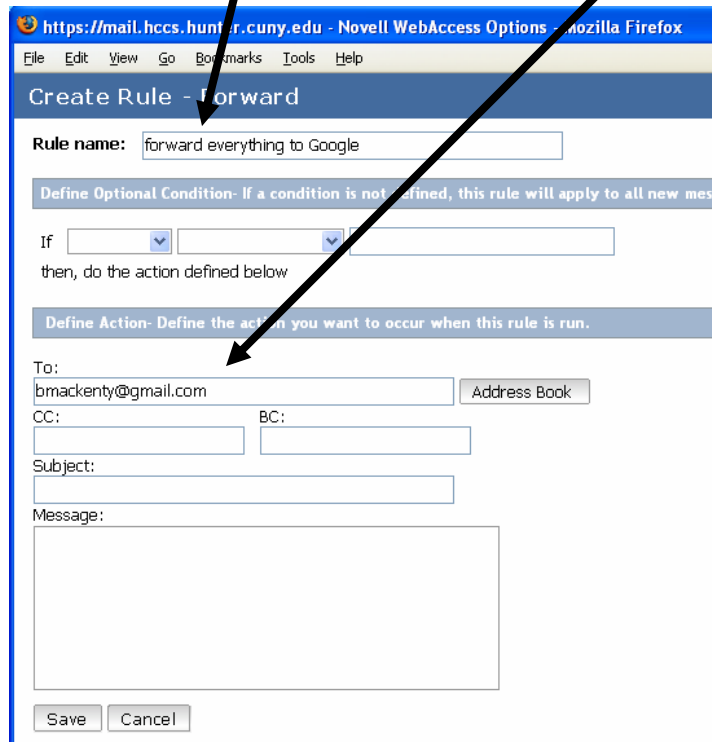 https://mail.hccs.hunter.cuny.edu - Novell WebAccess Options - Mozilla Firefox
File Edit View Go Bookmarks Tools Help
Create Rule - Forward
Rule name: forward everything to Google
Define Optional Condition- If a condition is not defined, this rule will apply to all new mes
If
then, do the action defined below
Define Action- Define the action you want to occur when this rule is run.
To:
bmackenty@gmail.com Address Book
CC: BC:
Subject:
Message:
Save Cancel